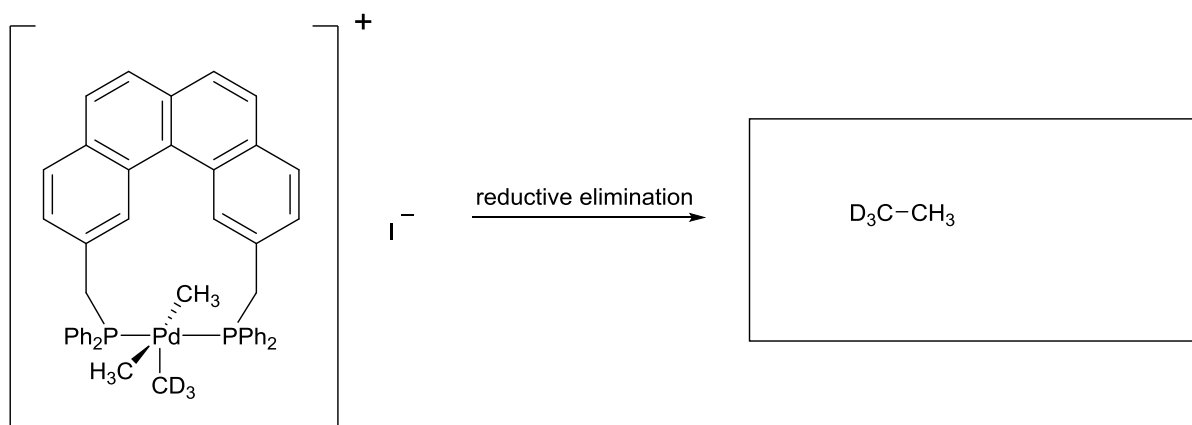 +
CH₃
Ph₂P Pd PPh₂
H₃C
CD₃
I⁻
reductive elimination
D₃C–CH₃